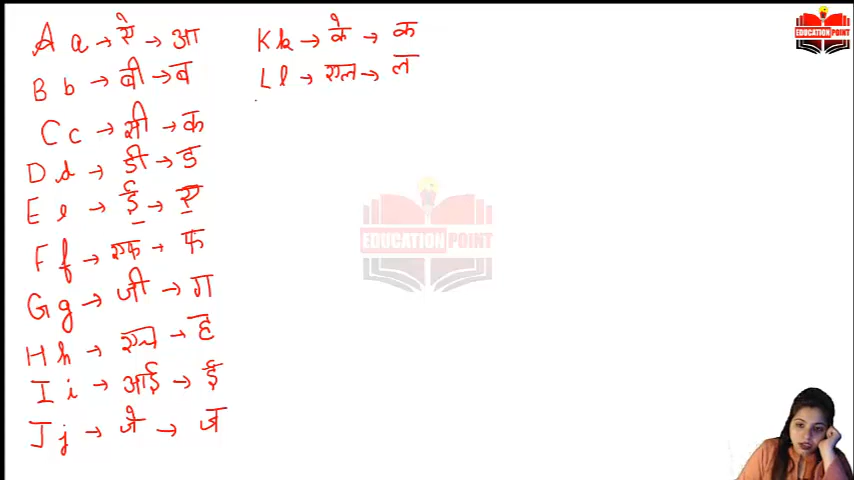 A a → ऐ → आ
B b → बी → ब
C c → सी → क
D d → डी → ड
E e → ई → ए
F f → एफ → फ
G g → जी → ग
H h → एच → ह
I i → आई → ई
J j → जे → ज
K k → के → क
L l → एल → ल
EDUCATION POINT
EDUCATION POINT